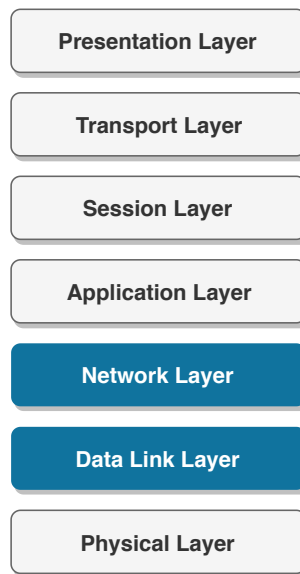 Presentation Layer
Transport Layer
Session Layer
Application Layer
Network Layer
Data Link Layer
Physical Layer